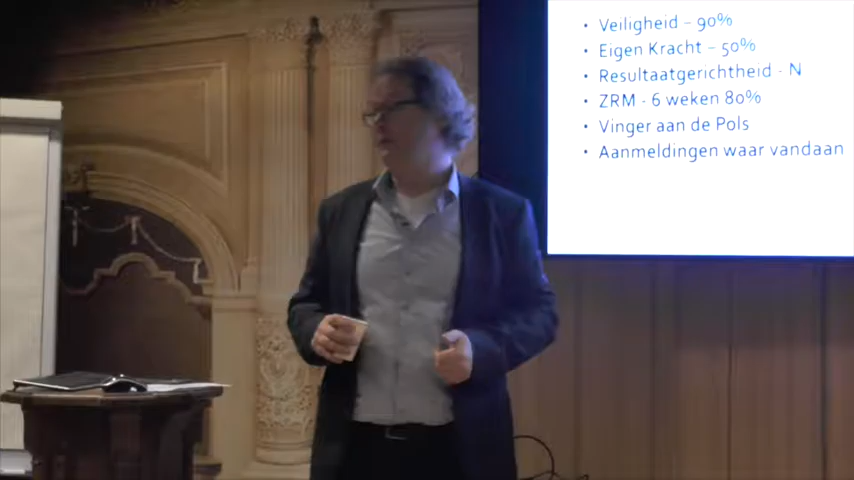 • Veiligheid – 90%
• Eigen Kracht – 50%
• Resultaatgerichtheid - N
• ZRM - 6 weken 80%
• Vinger aan de Pols
• Aanmeldingen waar vandaan